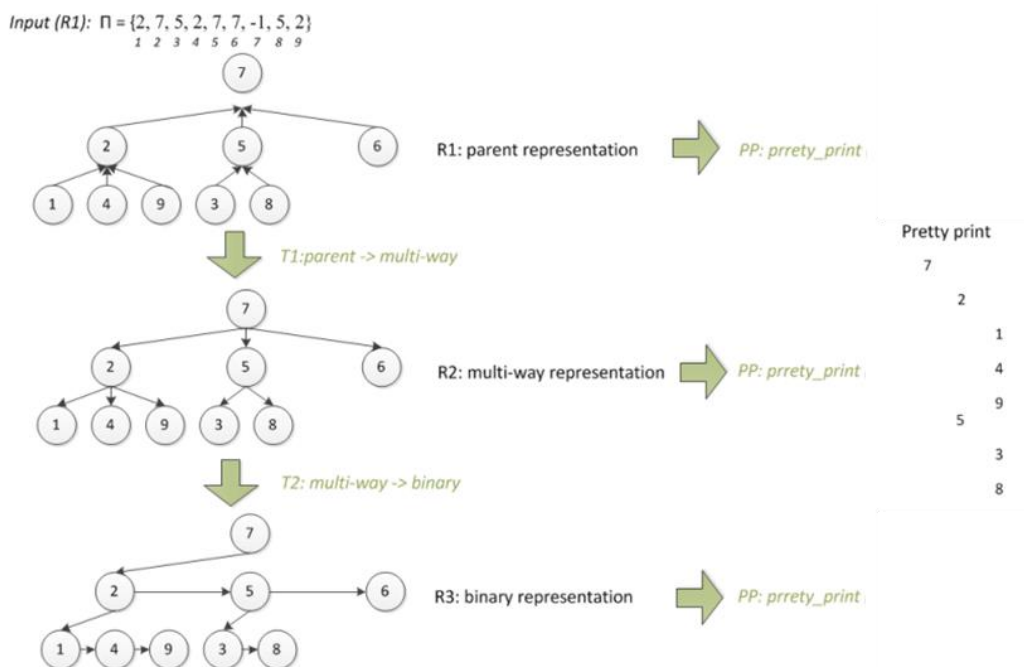 Input (R1): Π = {2, 7, 5, 2, 7, 7, -1, 5, 2}
1 2 3 4 5 6 7 8 9
7
2 5 6
1 4 9 3 8
R1: parent representation
PP: prrety_print
T1:parent -> multi-way
7
2 5 6
1 4 9 3 8
R2: multi-way representation
PP: prrety_print
T2: multi-way -> binary
7
2 5 6
1 4 9 3 8
R3: binary representation
PP: prrety_print
Pretty print
7
2
1
4
9
5
3
8